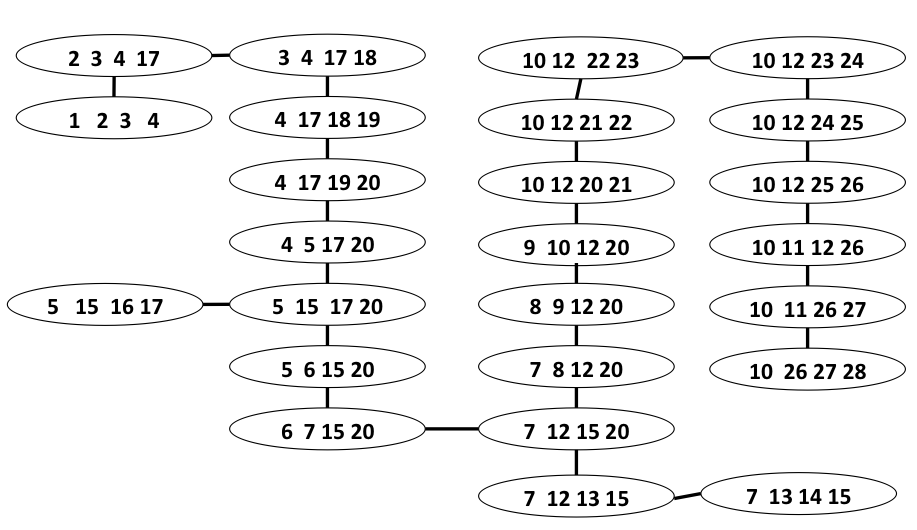 2 3 4 17
3 4 17 18
10 12 22 23
10 12 23 24
1 2 3 4
4 17 18 19
10 12 21 22
10 12 24 25
4 17 19 20
10 12 20 21
10 12 25 26
4 5 17 20
9 10 12 20
10 11 12 26
5 15 16 17
5 15 17 20
8 9 12 20
10 11 26 27
5 6 15 20
7 8 12 20
10 26 27 28
6 7 15 20
7 12 15 20
7 12 13 15
7 13 14 15